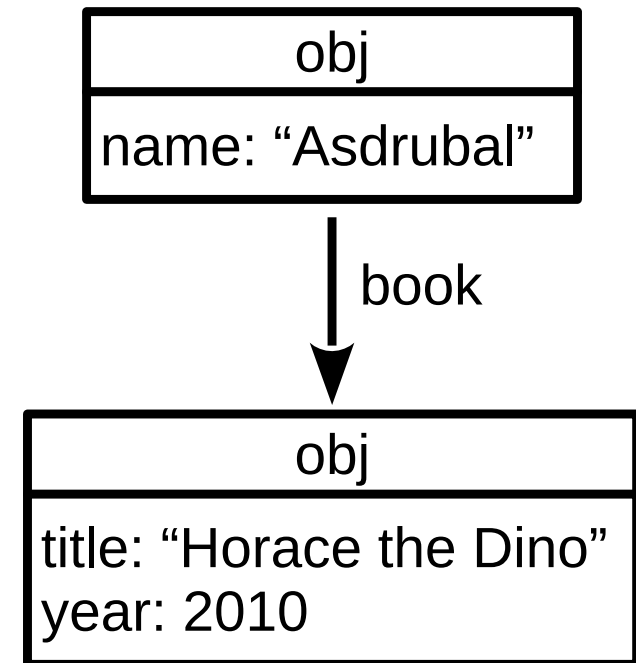 obj
name: “Asdrubal”
book
obj
title: “Horace the Dino”
year: 2010